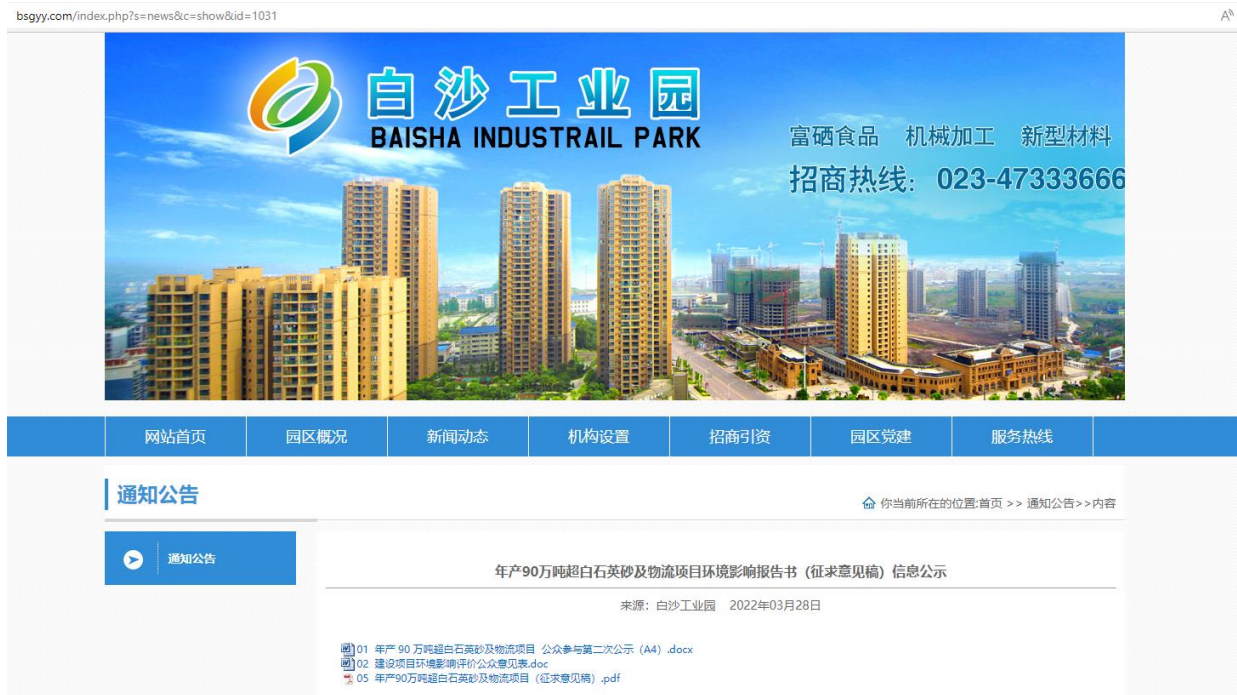 bsgyy.com/index.php?s=news&c=show&id=1031
白沙工业园
BAISHA INDUSTRAIL PARK
富硒食品 机械加工 新型材料
招商热线: 023-47333666
网站首页 园区概况 新闻动态 机构设置 招商引资 园区党建 服务热线
通知公告
你当前所在的位置:首页 >> 通知公告>>内容
通知公告
年产90万吨超白石英砂及物流项目环境影响报告书（征求意见稿）信息公示
来源：白沙工业园 2022年03月28日
01 年产 90 万吨超白石英砂及物流项目 公众参与第二次公示（A4）.docx
02 建设项目环境影响评价公众意见表.doc
05 年产90万吨超白石英砂及物流项目（征求意见稿）.pdf